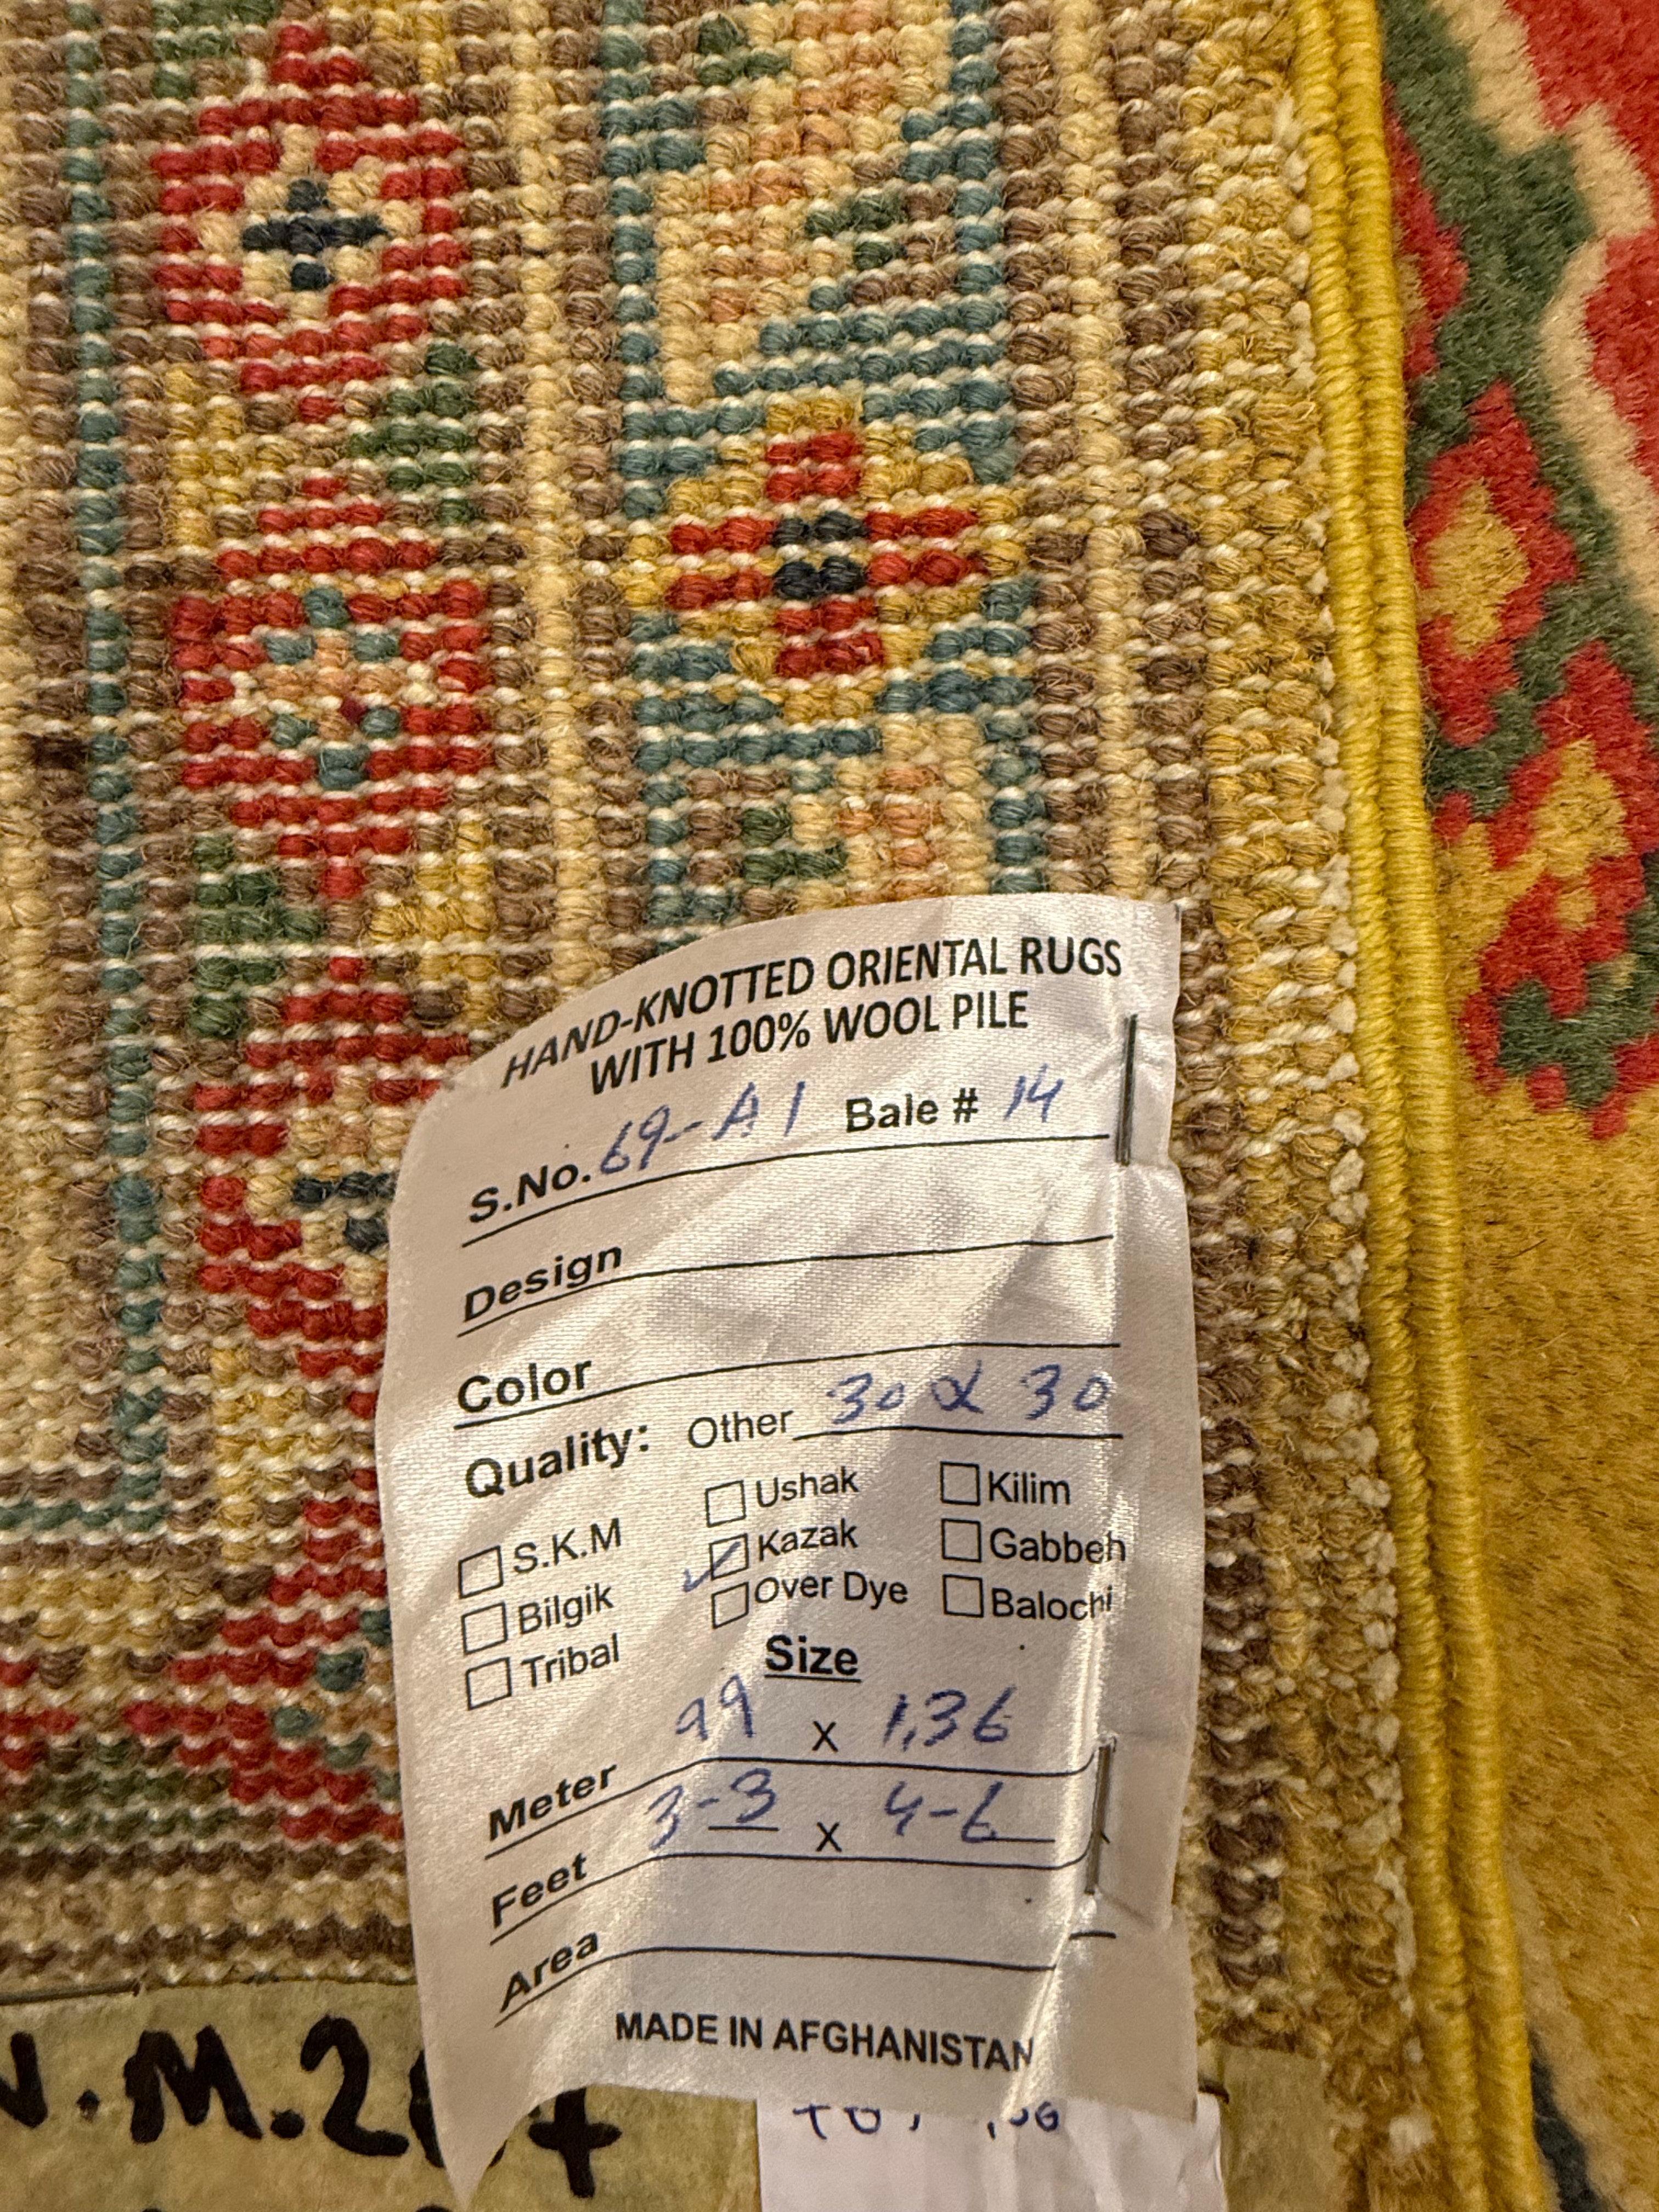 HAND-KNOTTED ORIENTAL RUGS
WITH 100% WOOL PILE
S.No. 69-A1 Bale # 14
Design
Color
Quality: Other 30 x 30
S.K.M Ushak Kilim
Bilgik Kazak Gabbeh
Tribal Over Dye Balochi
Size
Meter 99 x 1,36
Feet 3-3 x 4-6
Area
MADE IN AFGHANISTAN
.M.2